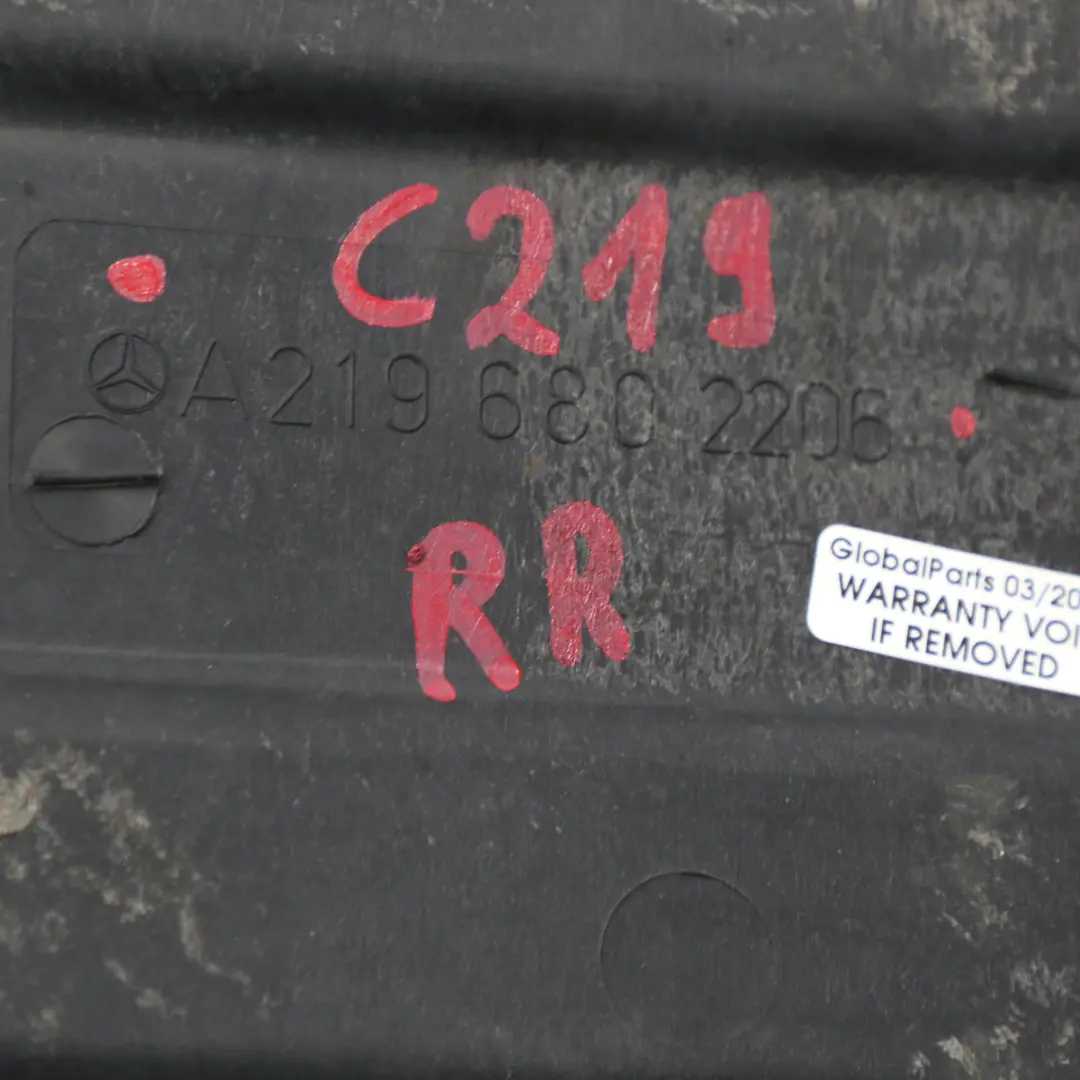 C219
A 219 680 2206
RR
GlobalParts 03/20
WARRANTY VOI
IF REMOVED